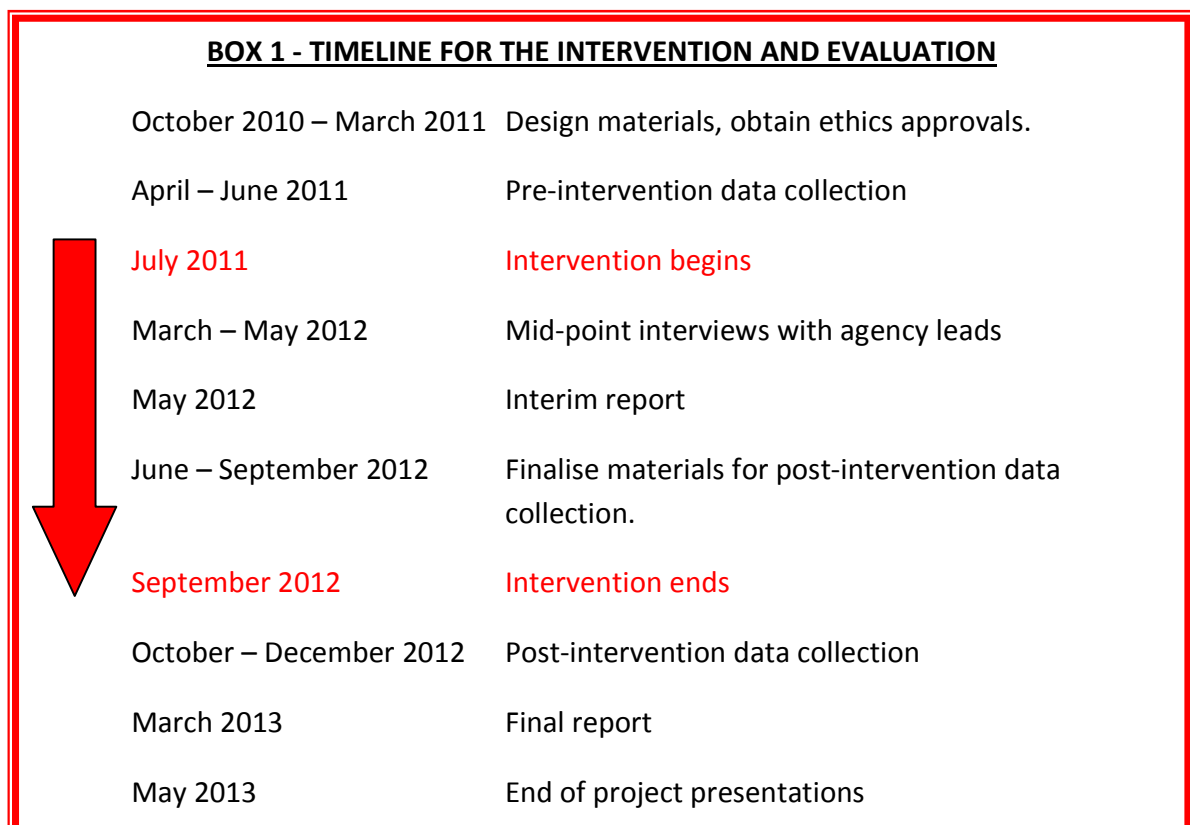 BOX 1 - TIMELINE FOR THE INTERVENTION AND EVALUATION
October 2010 – March 2011 Design materials, obtain ethics approvals.
April – June 2011 Pre-intervention data collection
July 2011 Intervention begins
March – May 2012 Mid-point interviews with agency leads
May 2012 Interim report
June – September 2012 Finalise materials for post-intervention data
collection.
September 2012 Intervention ends
October – December 2012 Post-intervention data collection
March 2013 Final report
May 2013 End of project presentations